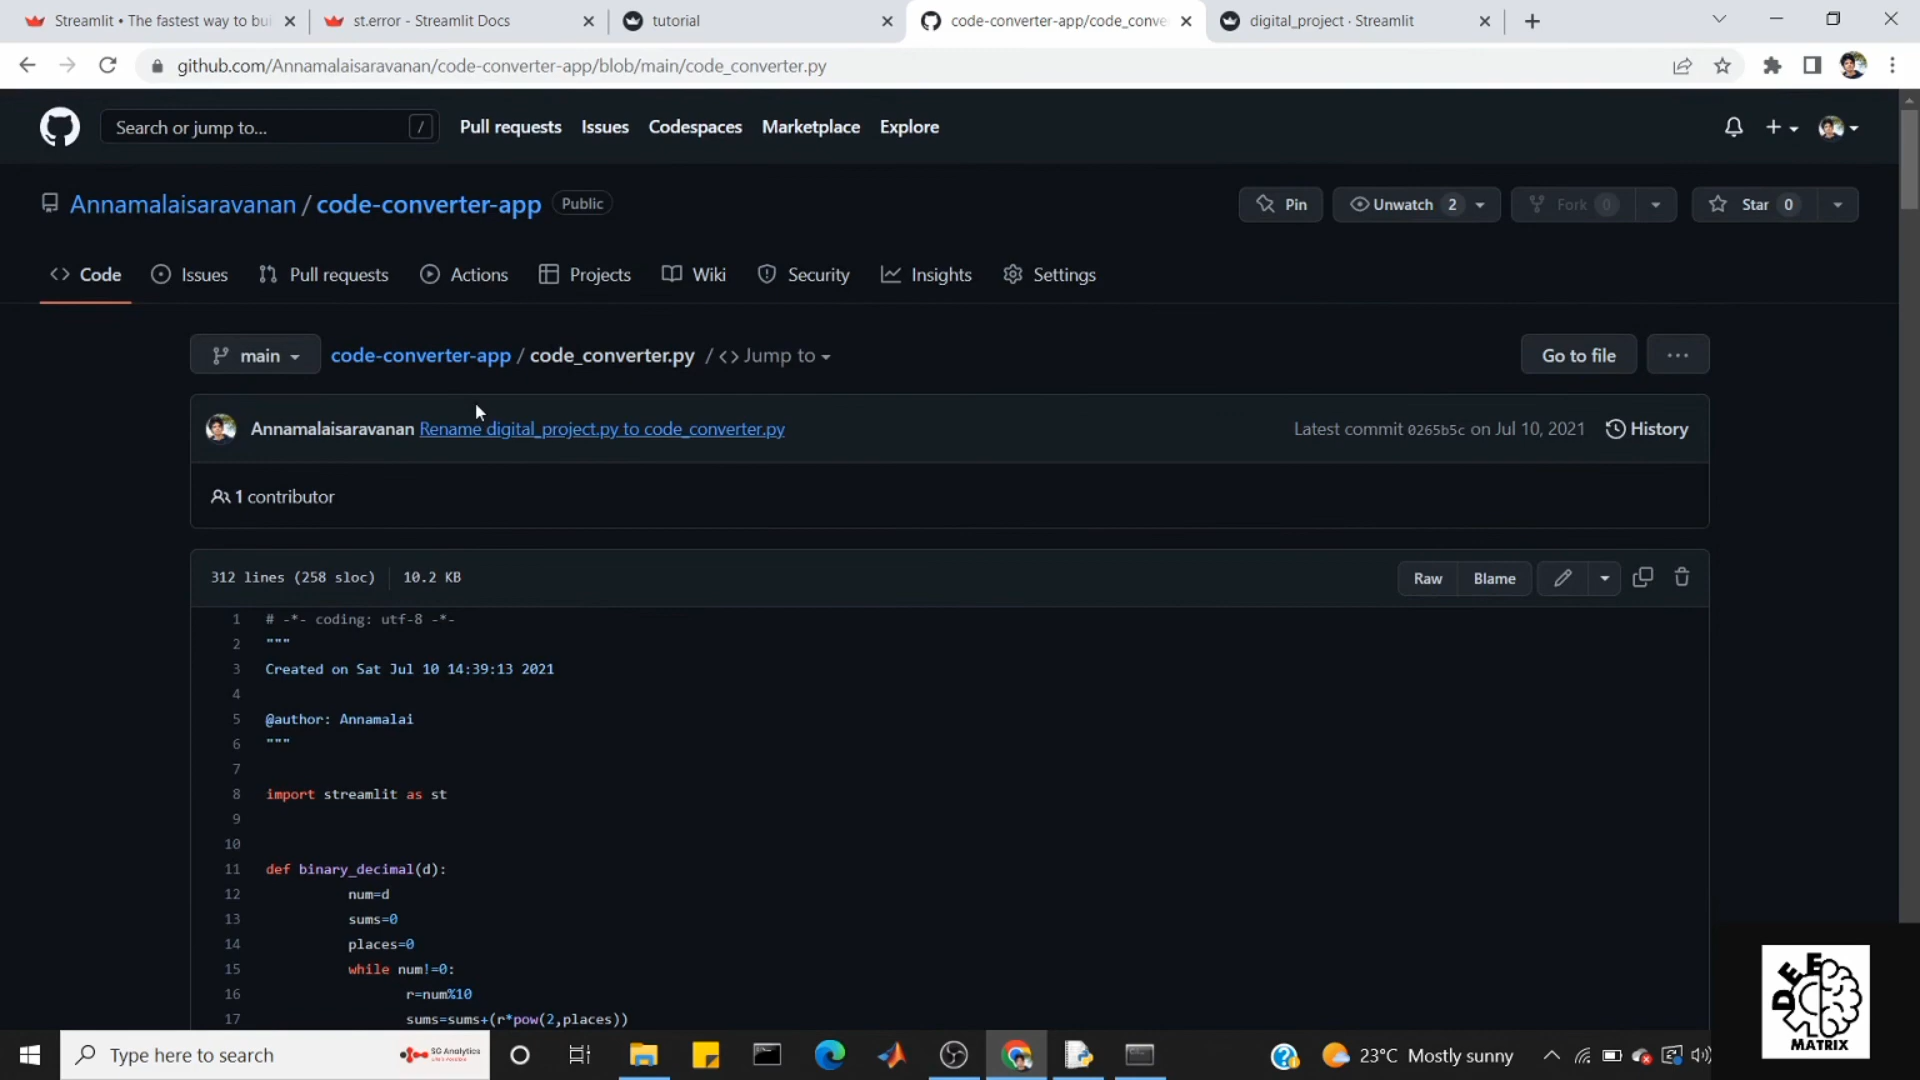 Streamlit • The fastest way to bui
st.error - Streamlit Docs
tutorial
code-converter-app/code_conve
digital_project · Streamlit
github.com/Annamalaisaravanan/code-converter-app/blob/main/code_converter.py
Search or jump to... /
Pull requests Issues Codespaces Marketplace Explore
Annamalaisaravanan / code-converter-app Public
Pin Unwatch 2 Fork 0 Star 0
Code Issues Pull requests Actions Projects Wiki Security Insights Settings
main code-converter-app / code_converter.py / <> Jump to Go to file ...
Annamalaisaravanan Rename digital_project.py to code_converter.py Latest commit 0265b5c on Jul 10, 2021 History
1 contributor
312 lines (258 sloc) 10.2 KB Raw Blame
1 # -*- coding: utf-8 -*-
2 """
3 Created on Sat Jul 10 14:39:13 2021
4
5 @author: Annamalai
6 """
7
8 import streamlit as st
9
10
11 def binary_decimal(d):
12 num=d
13 sums=0
14 places=0
15 while num!=0:
16 r=num%10
17 sums=sums+(r*pow(2,places))
DEE
MATRIX
Type here to search SG Analytics 23°C Mostly sunny